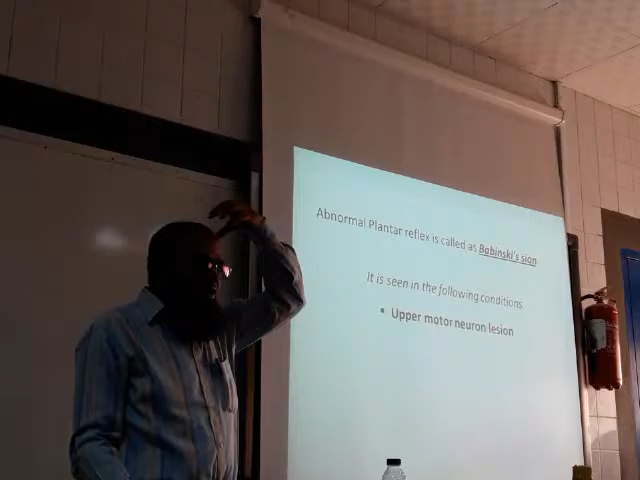 Abnormal Plantar reflex is called as Babinski's sign
It is seen in the following conditions
• Upper motor neuron lesion